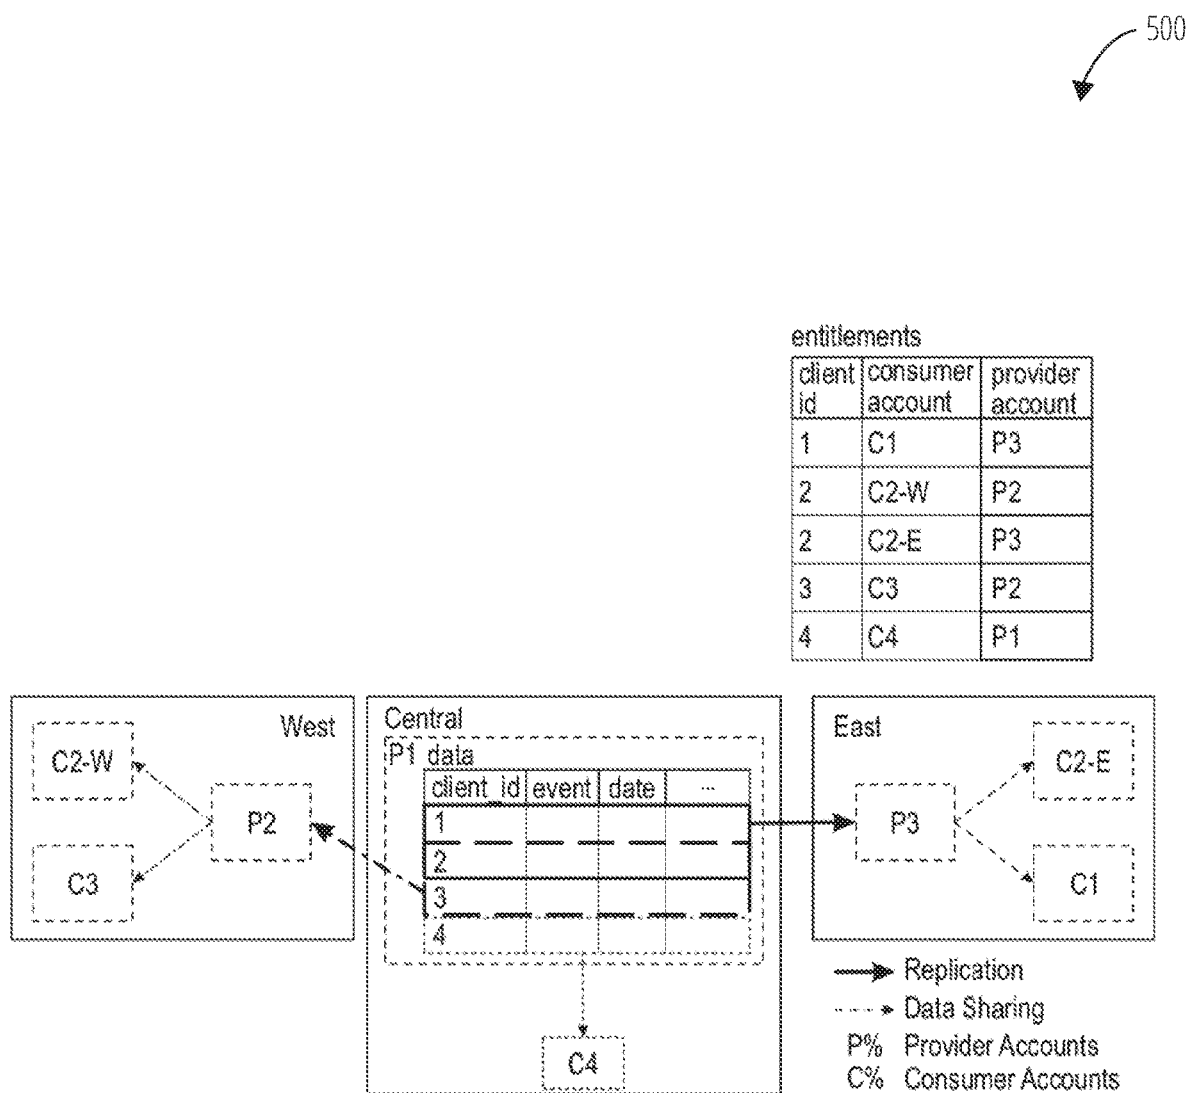 500
entitlements
client id consumer account provider account
1 C1 P3
2 C2-W P2
2 C2-E P3
3 C3 P2
4 C4 P1
West
C2-W
P2
C3
Central
P1 data
client_id event date ...
1
2
3
4
C4
East
C2-E
P3
C1
Replication
Data Sharing
P% Provider Accounts
C% Consumer Accounts